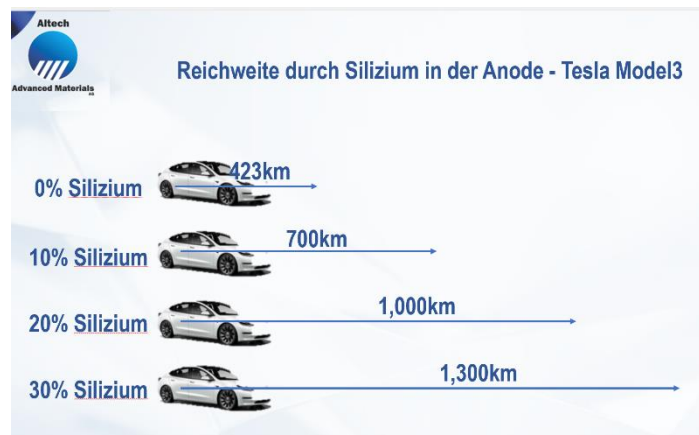 Altech
Advanced Materials
AG
Reichweite durch Silizium in der Anode - Tesla Model3
0% Silizium
423km
10% Silizium
700km
20% Silizium
1,000km
30% Silizium
1,300km